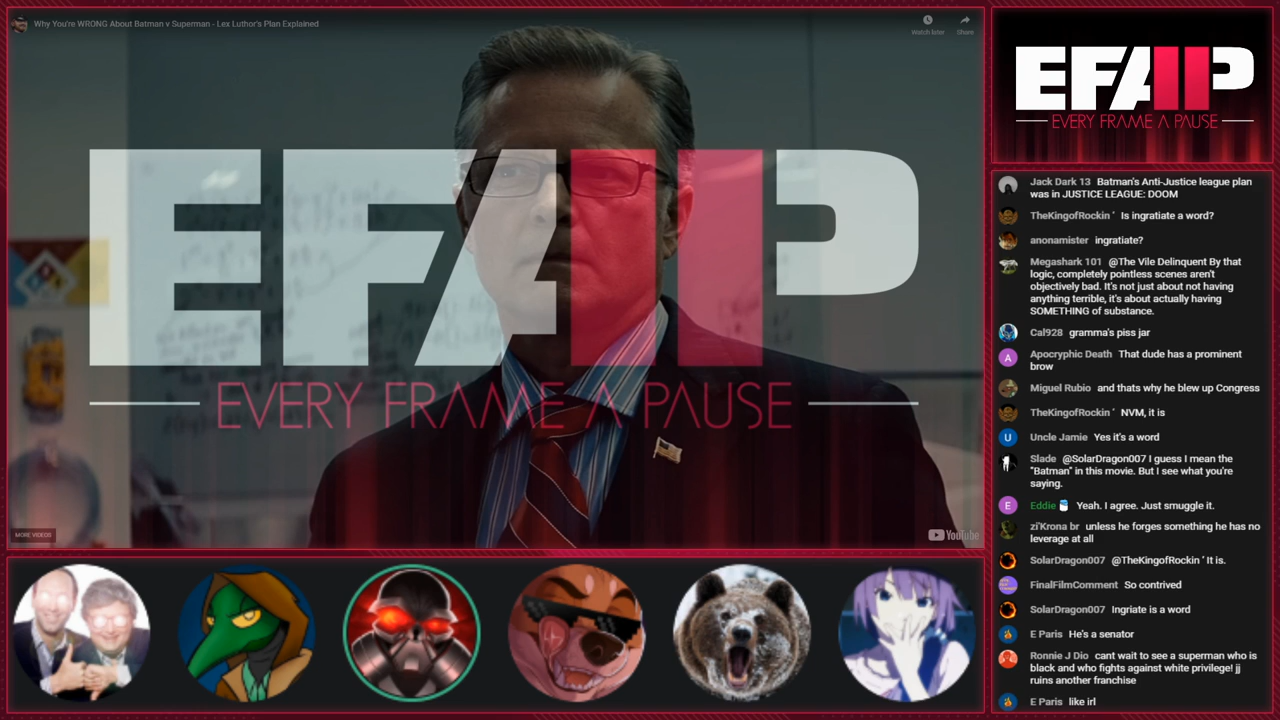 Why You're WRONG About Batman v Superman - Lex Luthor's Plan Explained
Watch later
Share
EFAP
EVERY FRAME A PAUSE
MORE VIDEOS
YouTube
EFAP
EVERY FRAME A PAUSE
Jack Dark 13 Batman's Anti-Justice league plan
was in JUSTICE LEAGUE: DOOM
TheKingofRockin ' Is ingratiate a word?
anonamister ingratiate?
Megashark 101 @The Vile Delinquent By that
logic, completely pointless scenes aren't
objectively bad. It's not just about not having
anything terrible, it's about actually having
SOMETHING of substance.
Cal928 gramma's piss jar
A
Apocryphic Death That dude has a prominent
brow
Miguel Rubio and thats why he blew up Congress
TheKingofRockin ' NVM, it is
U
Uncle Jamie Yes it's a word
Slade @SolarDragon007 I guess I mean the
"Batman" in this movie. But I see what you're
saying.
E
Eddie Yeah. I agree. Just smuggle it.
zi'Krona br unless he forges something he has no
leverage at all
SolarDragon007 @TheKingofRockin ' It is.
FinalFilmComment So contrived
SolarDragon007 Ingriate is a word
E Paris He's a senator
Ronnie J Dio cant wait to see a superman who is
black and who fights against white privilege! jj
ruins another franchise
E Paris like irl